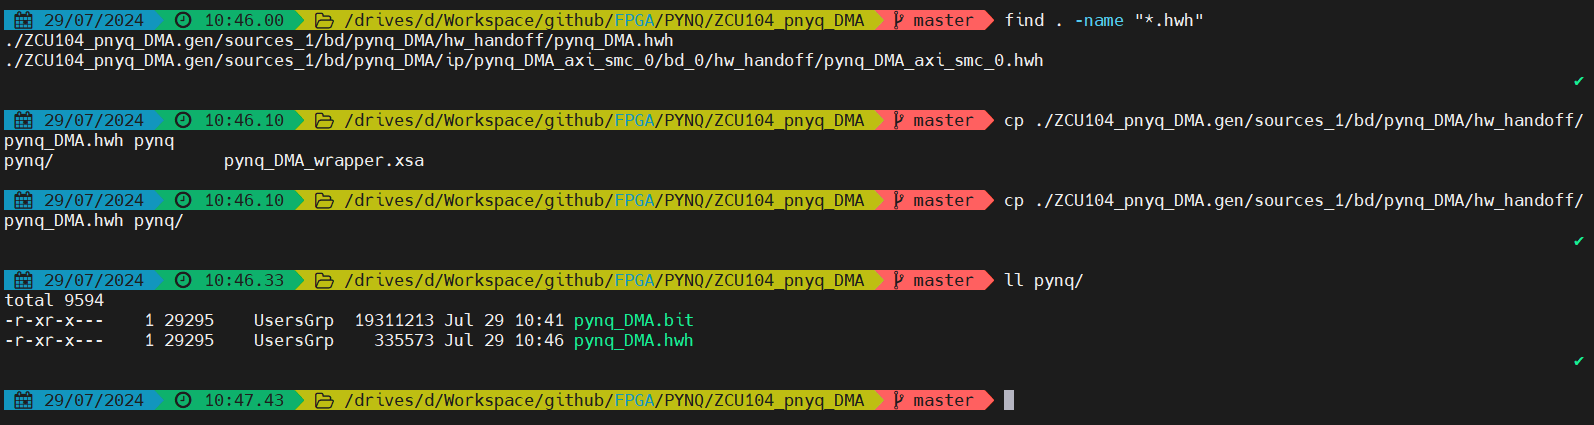 29/07/2024 10:46.00 /drives/d/Workspace/github/FPGA/PYNQ/ZCU104_pnyq_DMA master find . -name "*.hwh"
./ZCU104_pnyq_DMA.gen/sources_1/bd/pynq_DMA/hw_handoff/pynq_DMA.hwh
./ZCU104_pnyq_DMA.gen/sources_1/bd/pynq_DMA/ip/pynq_DMA_axi_smc_0/bd_0/hw_handoff/pynq_DMA_axi_smc_0.hwh
✔
29/07/2024 10:46.10 /drives/d/Workspace/github/FPGA/PYNQ/ZCU104_pnyq_DMA master cp ./ZCU104_pnyq_DMA.gen/sources_1/bd/pynq_DMA/hw_handoff/
pynq_DMA.hwh pynq
pynq/ pynq_DMA_wrapper.xsa
29/07/2024 10:46.10 /drives/d/Workspace/github/FPGA/PYNQ/ZCU104_pnyq_DMA master cp ./ZCU104_pnyq_DMA.gen/sources_1/bd/pynq_DMA/hw_handoff/
pynq_DMA.hwh pynq/
✔
29/07/2024 10:46.33 /drives/d/Workspace/github/FPGA/PYNQ/ZCU104_pnyq_DMA master ll pynq/
total 9594
-r-xr-x--- 1 29295 UsersGrp 19311213 Jul 29 10:41 pynq_DMA.bit
-r-xr-x--- 1 29295 UsersGrp 335573 Jul 29 10:46 pynq_DMA.hwh
✔
29/07/2024 10:47.43 /drives/d/Workspace/github/FPGA/PYNQ/ZCU104_pnyq_DMA master